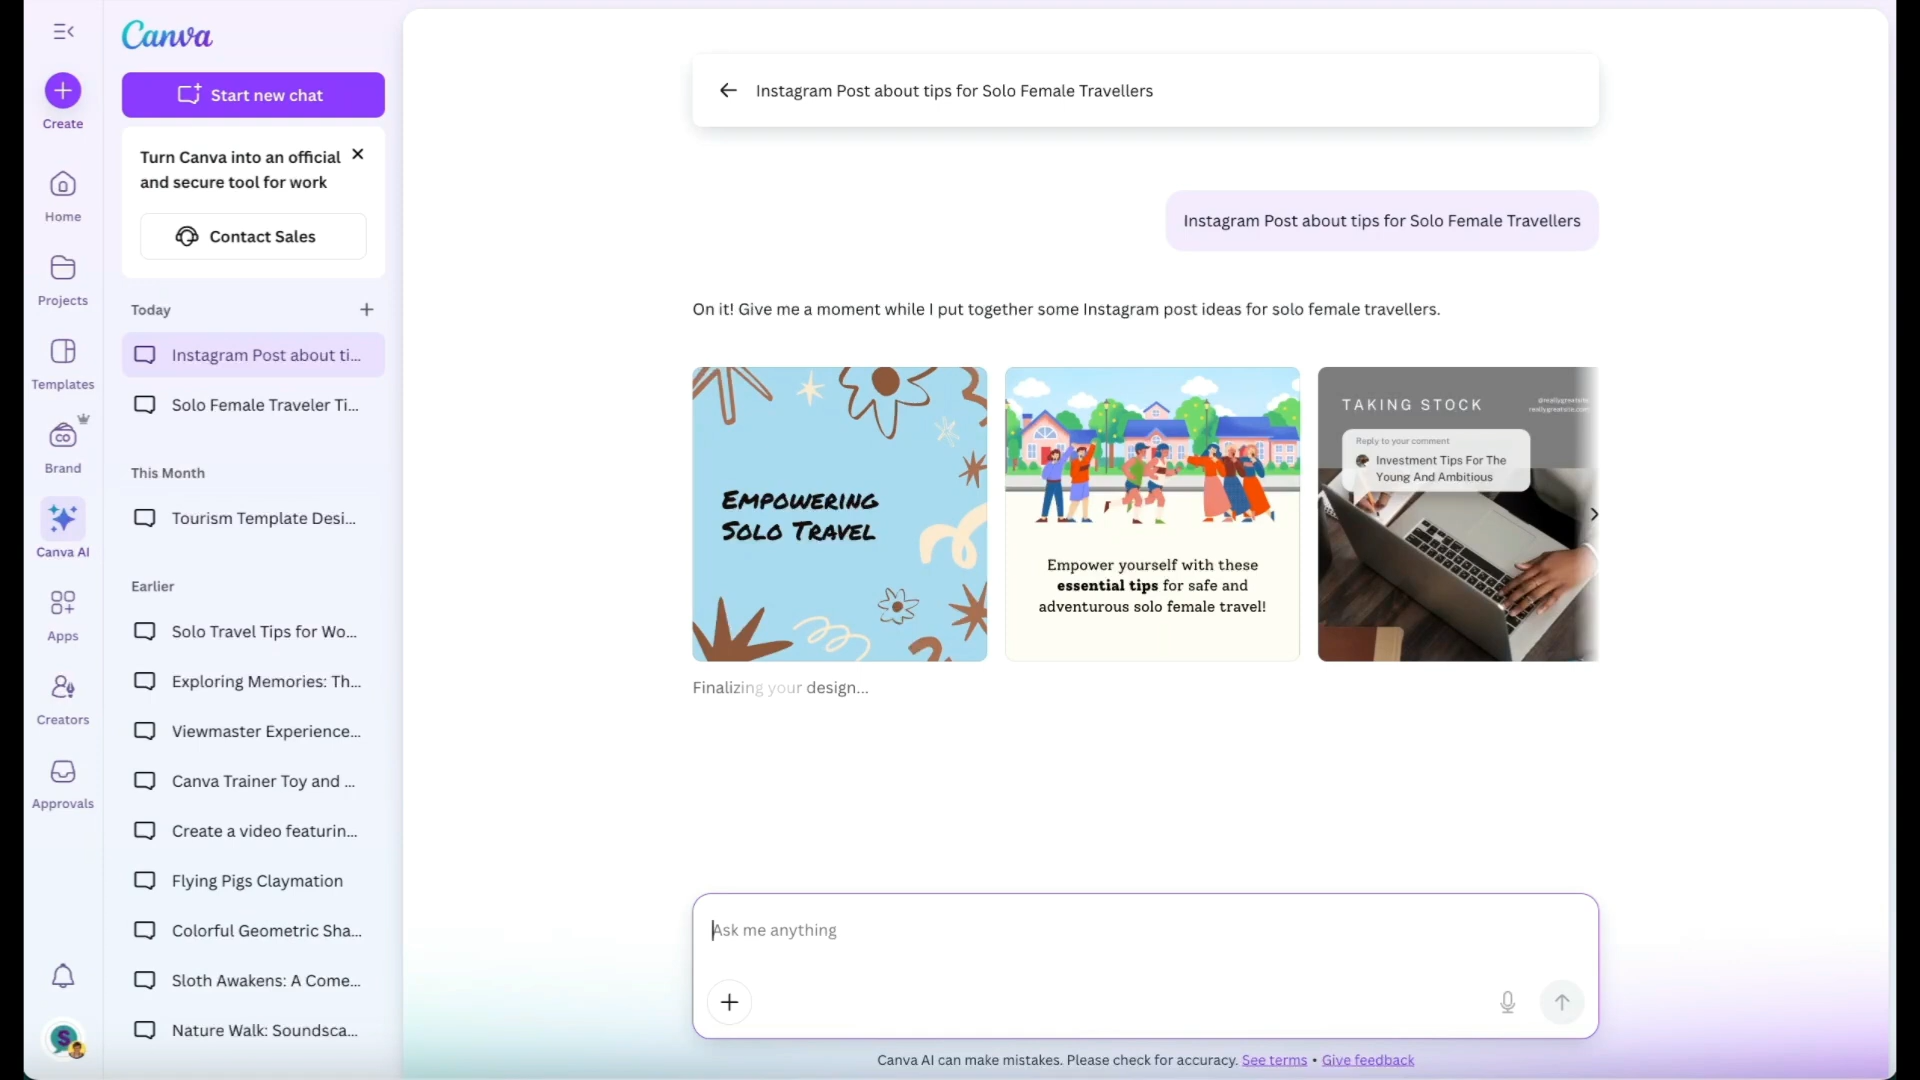 Canva
Create
Home
Projects
Templates
Brand
Canva AI
Apps
Creators
Approvals
Start new chat
Turn Canva into an official
and secure tool for work
Contact Sales
Today
Instagram Post about ti...
Solo Female Traveler Ti...
This Month
Tourism Template Desi...
Earlier
Solo Travel Tips for Wo...
Exploring Memories: Th...
Viewmaster Experience...
Canva Trainer Toy and ...
Create a video featurin...
Flying Pigs Claymation
Colorful Geometric Sha...
Sloth Awakens: A Come...
Nature Walk: Soundsca...
Instagram Post about tips for Solo Female Travellers
Instagram Post about tips for Solo Female Travellers
On it! Give me a moment while I put together some Instagram post ideas for solo female travellers.
EMPOWERING
SOLO TRAVEL
Empower yourself with these
essential tips for safe and
adventurous solo female travel!
TAKING STOCK
@reallygreatsite
reallygreatsite.com
Reply to your comment
Investment Tips For The
Young And Ambitious
Finalizing your design...
Ask me anything
Canva AI can make mistakes. Please check for accuracy. See terms • Give feedback
S
CO